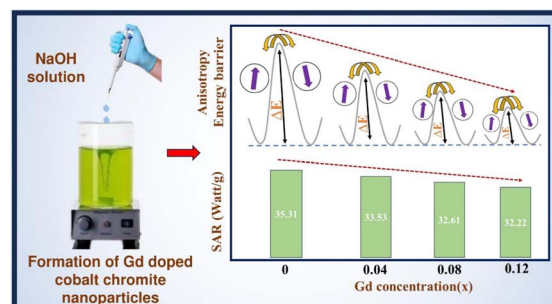 NaOH
solution
Formation of Gd doped
cobalt chromite
nanoparticles
Anisotropy
Energy barrier
ΔE
ΔE
ΔE
ΔE
SAR (Watt/g)
35.31
33.53
32.61
32.22
0
0.04
0.08
0.12
Gd concentration(x)